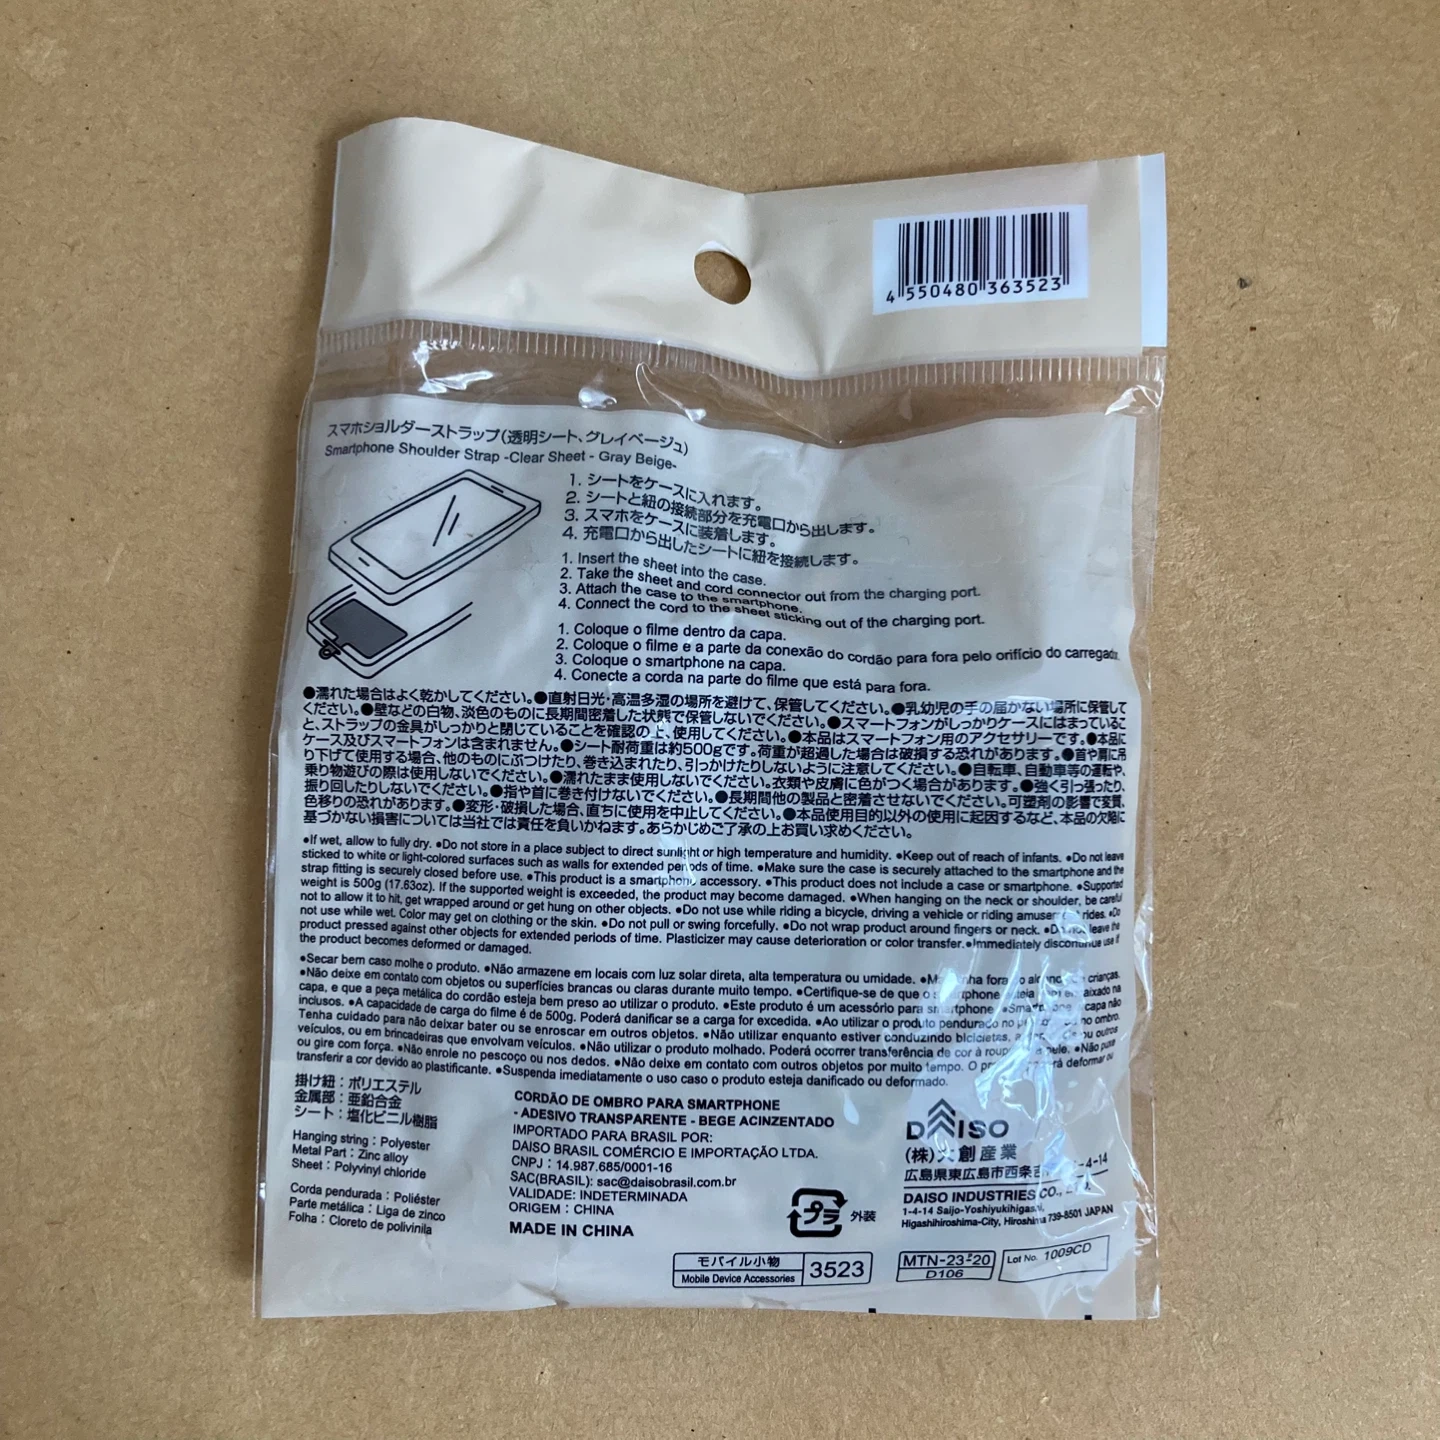 4 550480 363523
スマホショルダーストラップ(透明シート、グレイベージュ)
Smartphone Shoulder Strap -Clear Sheet - Gray Beige-
1. シートをケースに入れます。
2. シートと紐の接続部分を充電口から出します。
3. スマホをケースに装着します。
4. 充電口から出したシートに紐を接続します。
1. Insert the sheet into the case.
2. Take the sheet and cord connector out from the charging port.
3. Attach the case to the smartphone.
4. Connect the cord to the sheet sticking out of the charging port.
1. Coloque o filme dentro da capa.
2. Coloque o filme e a parte da conexão do cordão para fora pelo orifício do carregador.
3. Coloque o smartphone na capa.
4. Conecte a corda na parte do filme que está para fora.
●濡れた場合はよく乾かしてください。●直射日光・高温多湿の場所を避けて、保管してください。●乳幼児の手の届かない場所に保管して
ください。●壁などの白物、淡色のものに長期間密着した状態で保管しないでください。●スマートフォンがしっかりケースにはまっているこ
と、ストラップの金具がしっかりと閉じていることを確認の上、使用してください。●本品はスマートフォン用のアクセサリーです。●本品に
ケース及びスマートフォンは含まれません。●シート耐荷重は約500gです。荷重が超過した場合は破損する恐れがあります。●首や肩に吊
り下げて使用する場合、他のものにぶつけたり、巻き込まれたり、引っかけたりしないように注意してください。●自転車、自動車等の運転や、
乗り物遊びの際は使用しないでください。●濡れたまま使用しないでください。衣類や皮膚に色がつく場合があります。●強く引っ張ったり、
振り回したりしないでください。●指や首に巻き付けないでください。●長期間他の製品と密着させないでください。可塑剤の影響で変質、
色移りの恐れがあります。●変形・破損した場合、直ちに使用を中止してください。●本品使用目的以外の使用に起因するなど、本品の欠陥に
基づかない損害については当社では責任を負いかねます。あらかじめご了承の上お買い求めください。
●If wet, allow to fully dry. ●Do not store in a place subject to direct sunlight or high temperature and humidity. ●Keep out of reach of infants. ●Do not leave
sticked to white or light-colored surfaces such as walls for extended periods of time. ●Make sure the case is securely attached to the smartphone and the
strap fitting is securely closed before use. ●This product is a smartphone accessory. ●This product does not include a case or smartphone. ●Supported
weight is 500g (17.63oz). If the supported weight is exceeded, the product may become damaged. ●When hanging on the neck or shoulder, be careful
not to allow it to hit, get wrapped around or get hung on other objects. ●Do not use while riding a bicycle, driving a vehicle or riding amusement rides. ●Do
not use while wet. Color may get on clothing or the skin. ●Do not pull or swing forcefully. ●Do not wrap product around fingers or neck. ●Do not leave the
product pressed against other objects for extended periods of time. Plasticizer may cause deterioration or color transfer. ●Immediately discontinue use if
the product becomes deformed or damaged.
●Secar bem caso molhe o produto. ●Não armazene em locais com luz solar direta, alta temperatura ou umidade. ●Mantenha fora do alcance de crianças.
●Não deixe em contato com objetos ou superfícies brancas ou claras durante muito tempo. ●Certifique-se de que o smartphone esteja bem encaixado na
capa, e que a peça metálica do cordão esteja bem preso ao utilizar o produto. ●Este produto é um acessório para smartphone. ●Smartphone e capa não
inclusos. ●A capacidade de carga do filme é de 500g. Poderá danificar se a carga for excedida. ●Ao utilizar o produto pendurado no ombro.
Tenha cuidado para não deixar bater ou se enroscar em outros objetos. ●Não utilizar enquanto estiver conduzindo bicicletas, ou outros
veículos, ou em brincadeiras que envolvam veículos. ●Não utilizar o produto molhado. Poderá ocorrer transferência de cor à roupa pele. ●Não puxe
ou gire com força. ●Não enrole no pescoço ou nos dedos. ●Não deixe em contato com outros objetos por muito tempo. O deformar ou
transferir a cor devido ao plastificante. ●Suspenda imediatamente o uso caso o produto esteja danificado ou deformado.
掛け紐：ポリエステル
金属部：亜鉛合金
シート：塩化ビニル樹脂
Hanging string : Polyester
Metal Part : Zinc alloy
Sheet : Polyvinyl chloride
Corda pendurada : Poliéster
Parte metálica : Liga de zinco
Folha : Cloreto de polivinila
CORDÃO DE OMBRO PARA SMARTPHONE
- ADESIVO TRANSPARENTE - BEGE ACINZENTADO
IMPORTADO PARA BRASIL POR:
DAISO BRASIL COMÉRCIO E IMPORTAÇÃO LTDA.
CNPJ : 14.987.685/0001-16
SAC(BRASIL): sac@daisobrasil.com.br
VALIDADE: INDETERMINADA
ORIGEM : CHINA
MADE IN CHINA
プラ 外装
DAISO
(株)大創産業
広島県東広島市西条吉 -4-14
DAISO INDUSTRIES CO., LTD.
1-4-14 Saijo-Yoshiyukihigashi,
Higashihiroshima-City, Hiroshima 739-8501 JAPAN
モバイル小物
Mobile Device Accessories
3523
MTN-23-20
D106
Lot No. 1009CD